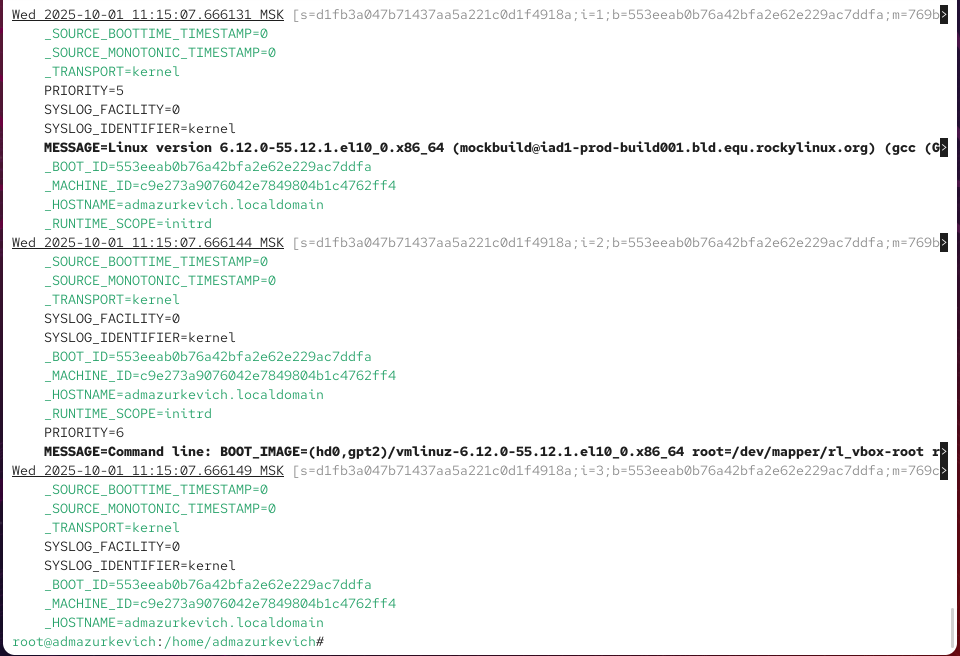 Wed 2025-10-01 11:15:07.666131 MSK [s=d1fb3a047b71437aa5a221c0d1f4918a;i=1;b=553eeab0b76a42bfa2e62e229ac7ddfa;m=769b>
    _SOURCE_BOOTTIME_TIMESTAMP=0
    _SOURCE_MONOTONIC_TIMESTAMP=0
    _TRANSPORT=kernel
    PRIORITY=5
    SYSLOG_FACILITY=0
    SYSLOG_IDENTIFIER=kernel
    MESSAGE=Linux version 6.12.0-55.12.1.el10_0.x86_64 (mockbuild@iad1-prod-build001.bld.equ.rockylinux.org) (gcc (G>
    _BOOT_ID=553eeab0b76a42bfa2e62e229ac7ddfa
    _MACHINE_ID=c9e273a9076042e7849804b1c4762ff4
    _HOSTNAME=admazurkevich.localdomain
    _RUNTIME_SCOPE=initrd
Wed 2025-10-01 11:15:07.666144 MSK [s=d1fb3a047b71437aa5a221c0d1f4918a;i=2;b=553eeab0b76a42bfa2e62e229ac7ddfa;m=769b>
    _SOURCE_BOOTTIME_TIMESTAMP=0
    _SOURCE_MONOTONIC_TIMESTAMP=0
    _TRANSPORT=kernel
    SYSLOG_FACILITY=0
    SYSLOG_IDENTIFIER=kernel
    _BOOT_ID=553eeab0b76a42bfa2e62e229ac7ddfa
    _MACHINE_ID=c9e273a9076042e7849804b1c4762ff4
    _HOSTNAME=admazurkevich.localdomain
    _RUNTIME_SCOPE=initrd
    PRIORITY=6
    MESSAGE=Command line: BOOT_IMAGE=(hd0,gpt2)/vmlinuz-6.12.0-55.12.1.el10_0.x86_64 root=/dev/mapper/rl_vbox-root r>
Wed 2025-10-01 11:15:07.666149 MSK [s=d1fb3a047b71437aa5a221c0d1f4918a;i=3;b=553eeab0b76a42bfa2e62e229ac7ddfa;m=769c>
    _SOURCE_BOOTTIME_TIMESTAMP=0
    _SOURCE_MONOTONIC_TIMESTAMP=0
    _TRANSPORT=kernel
    SYSLOG_FACILITY=0
    SYSLOG_IDENTIFIER=kernel
    _BOOT_ID=553eeab0b76a42bfa2e62e229ac7ddfa
    _MACHINE_ID=c9e273a9076042e7849804b1c4762ff4
    _HOSTNAME=admazurkevich.localdomain
root@admazurkevich:/home/admazurkevich#